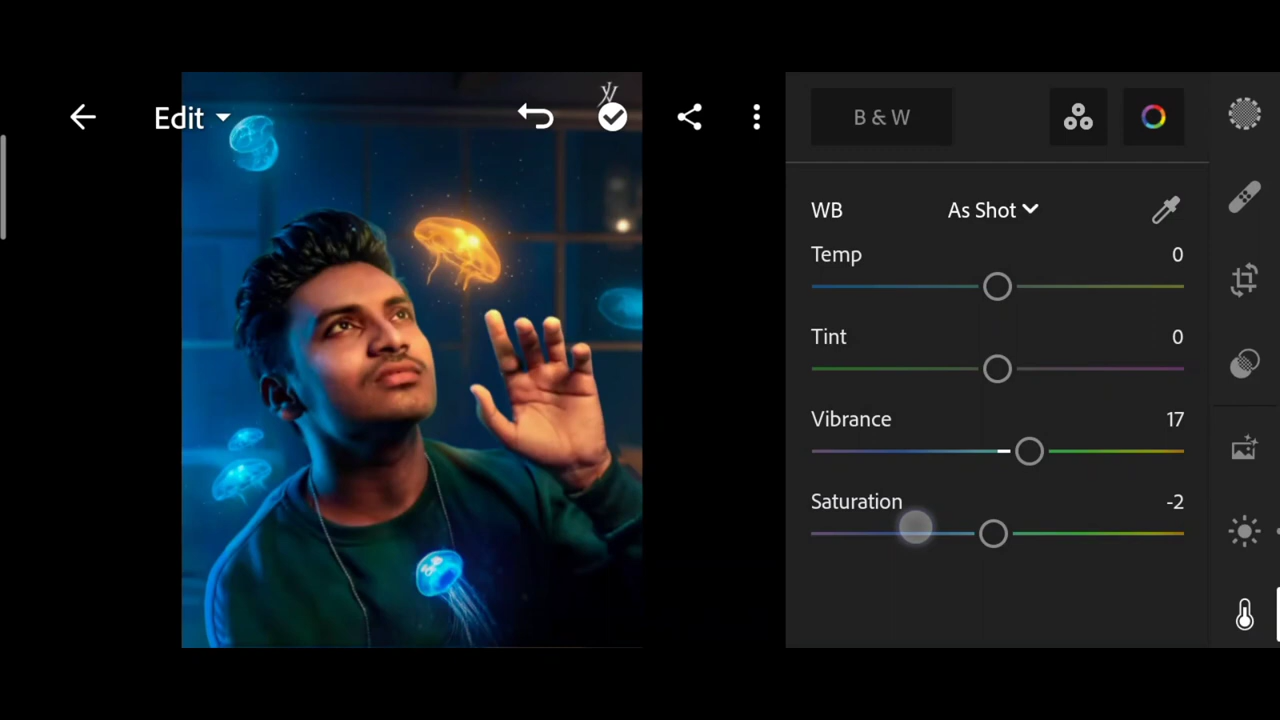 Edit
B & W
WB As Shot
Temp 0
Tint 0
Vibrance 17
Saturation -2